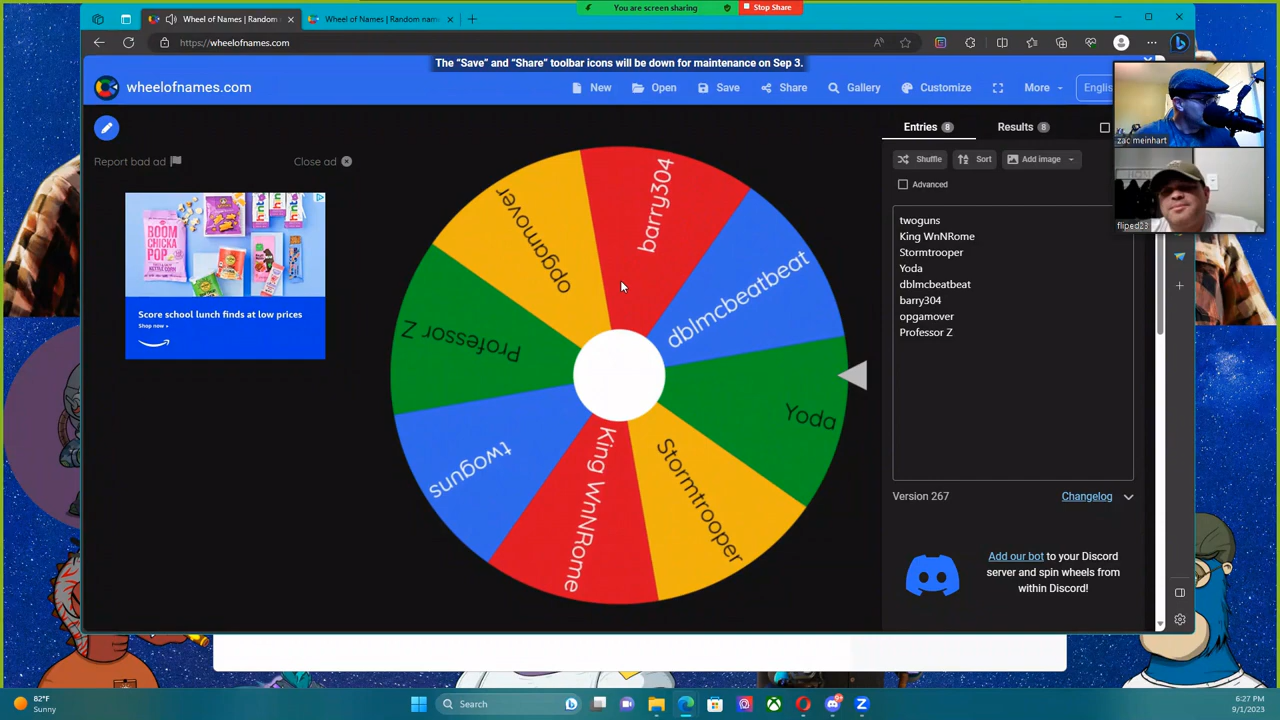 You are screen sharing
Stop Share
Wheel of Names | Random
Wheel of Names | Random nam
https://wheelofnames.com
The “Save” and “Share” toolbar icons will be down for maintenance on Sep 3.
wheelofnames.com
New
Open
Save
Share
Gallery
Customize
More
Englis
zac meinhart
fliped23
Report bad ad
Close ad
BOOM
CHICKA
POP
Score school lunch finds at low prices
Shop now ›
barry304
dblmcbeatbeat
Yoda
Stormtrooper
King WnNRome
twoguns
Professor Z
opgamover
Entries 8
Results 8
Shuffle
Sort
Add image
Advanced
twoguns
King WnNRome
Stormtrooper
Yoda
dblmcbeatbeat
barry304
opgamover
Professor Z
Version 267
Changelog
Add our bot to your Discord
server and spin wheels from
within Discord!
82°F
Sunny
Search
6:27 PM
9/1/2023